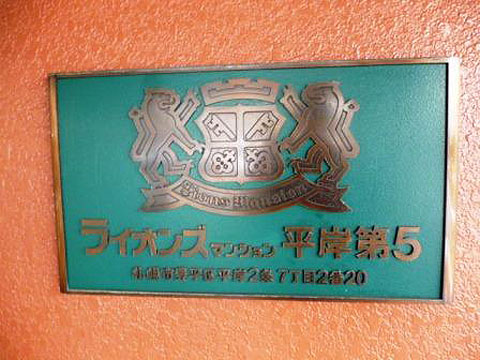 Lions Mansion
ライオンズマンション 平岸第5
札幌市豊平区平岸2条7丁目2番20